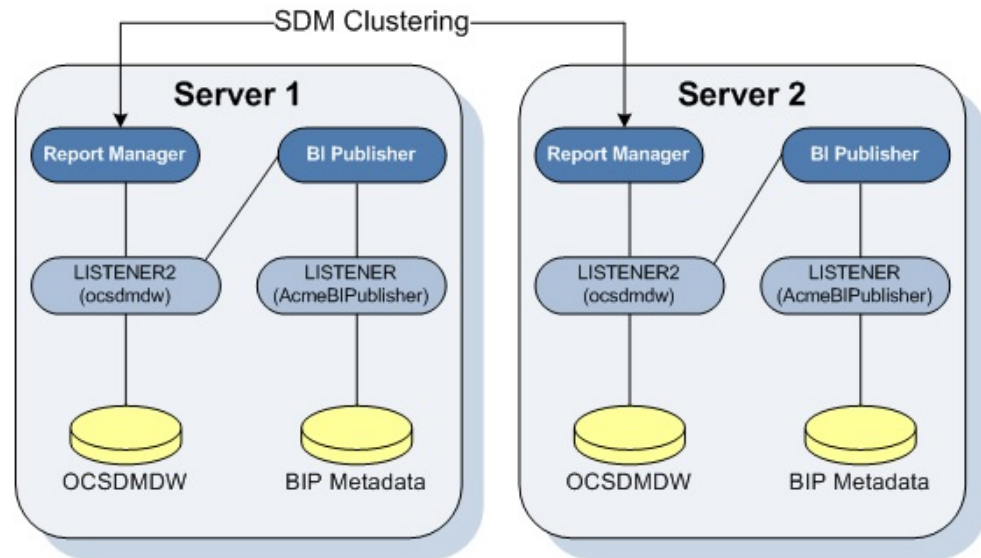 SDM Clustering
Server 1
Report Manager
BI Publisher
LISTENER2
(ocsdmdw)
LISTENER
(AcmeBIPublisher)
OCSDMDW
BIP Metadata
Server 2
Report Manager
BI Publisher
LISTENER2
(ocsdmdw)
LISTENER
(AcmeBIPublisher)
OCSDMDW
BIP Metadata